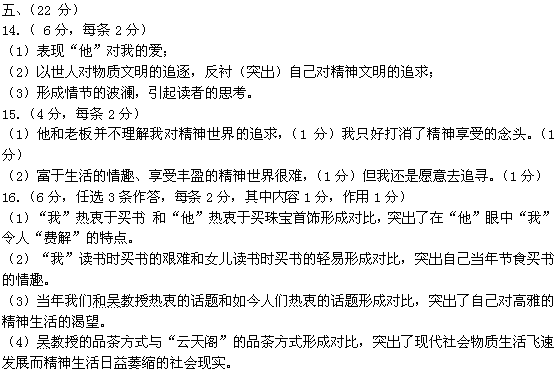 五、（22 分）
14.（ 6分，每条2分）
（1）表现“他”对我的爱；
（2）以世人对物质文明的追逐，反衬（突出）自己对精神文明的追求；
（3）形成情节的波澜，引起读者的思考。
15.（4分，每条2分）
（1）他和老板并不理解我对精神世界的追求，（1 分）我只好打消了精神享受的念头。（1
分）
（2）富于生活的情趣、享受丰盈的精神世界很难，（1分）但我还是愿意去追寻。（1分）
16.（6分，任选3条作答，每条2分，其中内容1分，作用1分）
（1）“我”热衷于买书 和“他”热衷于买珠宝首饰形成对比，突出了在“他”眼中“我”
令人“费解”的特点。
（2）“我”读书时买书的艰难和女儿读书时买书的轻易形成对比，突出自己当年节食买书
的情趣。
（3）当年我们和吴教授热衷的话题和如今人们热衷的话题形成对比，突出了自己对高雅的
精神生活的渴望。
（4）吴教授的品茶方式与“云天阁”的品茶方式形成对比，突出了现代社会物质生活飞速
发展而精神生活日益萎缩的社会现实。